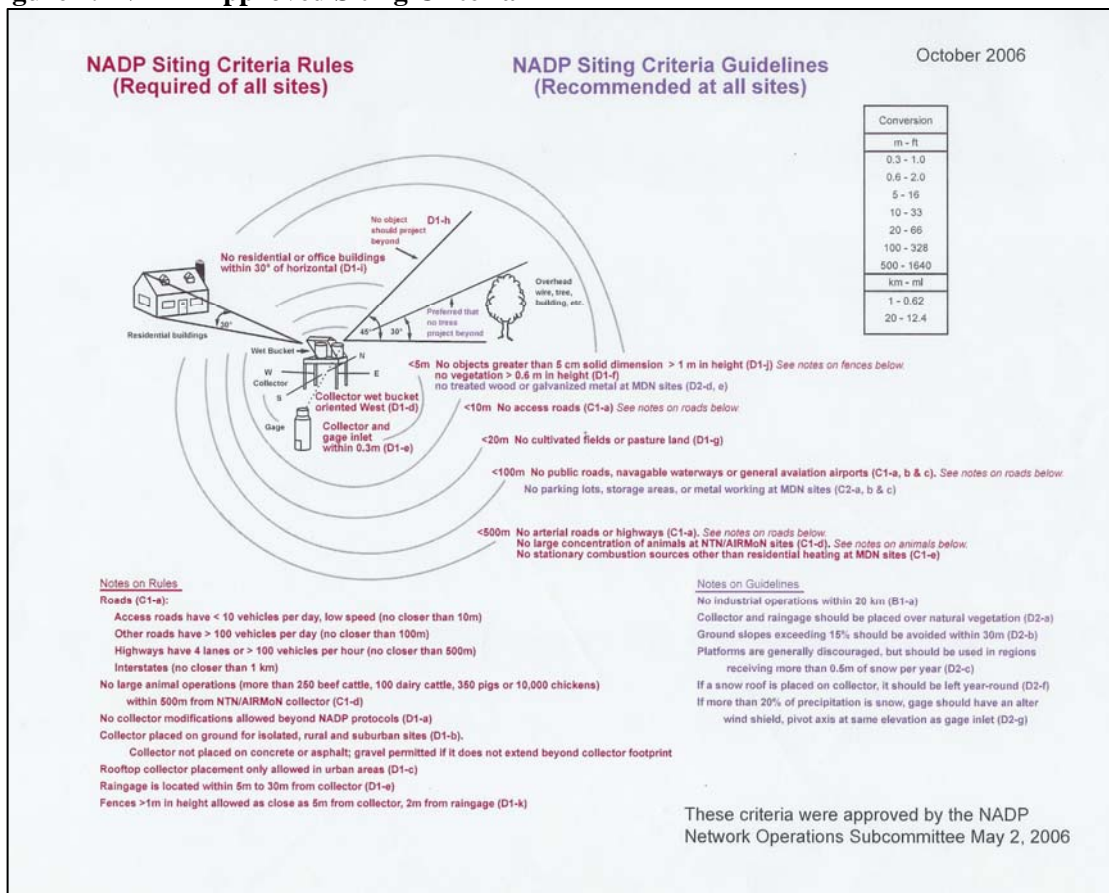 NADP Siting Criteria Rules
(Required of all sites)
NADP Siting Criteria Guidelines
(Recommended at all sites)
October 2006
Conversion
m - ft
0.3 - 1.0
0.6 - 2.0
5 - 16
10 - 33
20 - 66
100 - 328
500 - 1640
km - ml
1 - 0.62
20 - 12.4
No object
should project
beyond
D1-h
No residential or office buildings
within 30° of horizontal (D1-i)
Overhead
wire, tree,
building, etc.
Preferred that
no trees
project beyond
30°
45°
30°
Residential buildings
Wet Bucket
N
W
E
Collector
S
Gage
Collector wet bucket
oriented West (D1-d)
Collector and
gage inlet
within 0.3m (D1-e)
<5m No objects greater than 5 cm solid dimension > 1 m in height (D1-j) See notes on fences below.
no vegetation > 0.6 m in height (D1-f)
no treated wood or galvanized metal at MDN sites (D2-d, e)
<10m No access roads (C1-a) See notes on roads below.
<20m No cultivated fields or pasture land (D1-g)
<100m No public roads, navagable waterways or general avaiation airports (C1-a, b & c). See notes on roads below.
No parking lots, storage areas, or metal working at MDN sites (C2-a, b & c)
<500m No arterial roads or highways (C1-a). See notes on roads below.
No large concentration of animals at NTN/AIRMoN sites (C1-d). See notes on animals below.
No stationary combustion sources other than residential heating at MDN sites (C1-e)
Notes on Rules
Roads (C1-a):
Access roads have < 10 vehicles per day, low speed (no closer than 10m)
Other roads have > 100 vehicles per day (no closer than 100m)
Highways have 4 lanes or > 100 vehicles per hour (no closer than 500m)
Interstates (no closer than 1 km)
No large animal operations (more than 250 beef cattle, 100 dairy cattle, 350 pigs or 10,000 chickens)
within 500m from NTN/AIRMoN collector (C1-d)
No collector modifications allowed beyond NADP protocols (D1-a)
Collector placed on ground for isolated, rural and suburban sites (D1-b).
Collector not placed on concrete or asphalt; gravel permitted if it does not extend beyond collector footprint
Rooftop collector placement only allowed in urban areas (D1-c)
Raingage is located within 5m to 30m from collector (D1-e)
Fences >1m in height allowed as close as 5m from collector, 2m from raingage (D1-k)
Notes on Guidelines
No industrial operations within 20 km (B1-a)
Collector and raingage should be placed over natural vegetation (D2-a)
Ground slopes exceeding 15% should be avoided within 30m (D2-b)
Platforms are generally discouraged, but should be used in regions
receiving more than 0.5m of snow per year (D2-c)
If a snow roof is placed on collector, it should be left year-round (D2-f)
If more than 20% of precipitation is snow, gage should have an alter
wind shield, pivot axis at same elevation as gage inlet (D2-g)
These criteria were approved by the NADP
Network Operations Subcommittee May 2, 2006